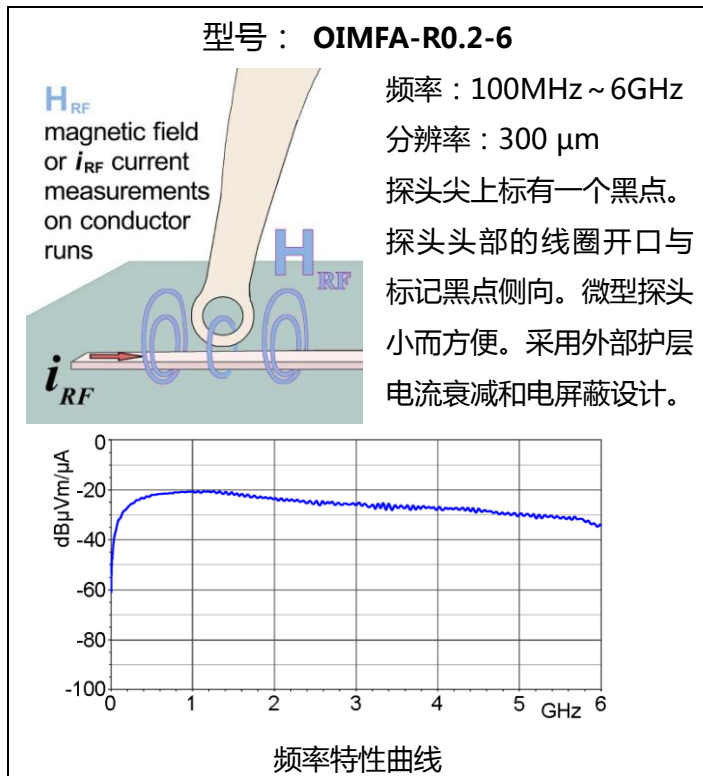 型号： OIMFA-R0.2-6
H RF
magnetic field
or iRF current
measurements
on conductor
runs
HRF
iRF
频率：100MHz～6GHz
分辨率：300 μm
探头尖上标有一个黑点。
探头头部的线圈开口与
标记黑点侧向。微型探头
小而方便。采用外部护层
电流衰减和电屏蔽设计。
dBμVm/μA
0
-20
-40
-60
-80
-100
0 1 2 3 4 5 GHz 6
频率特性曲线